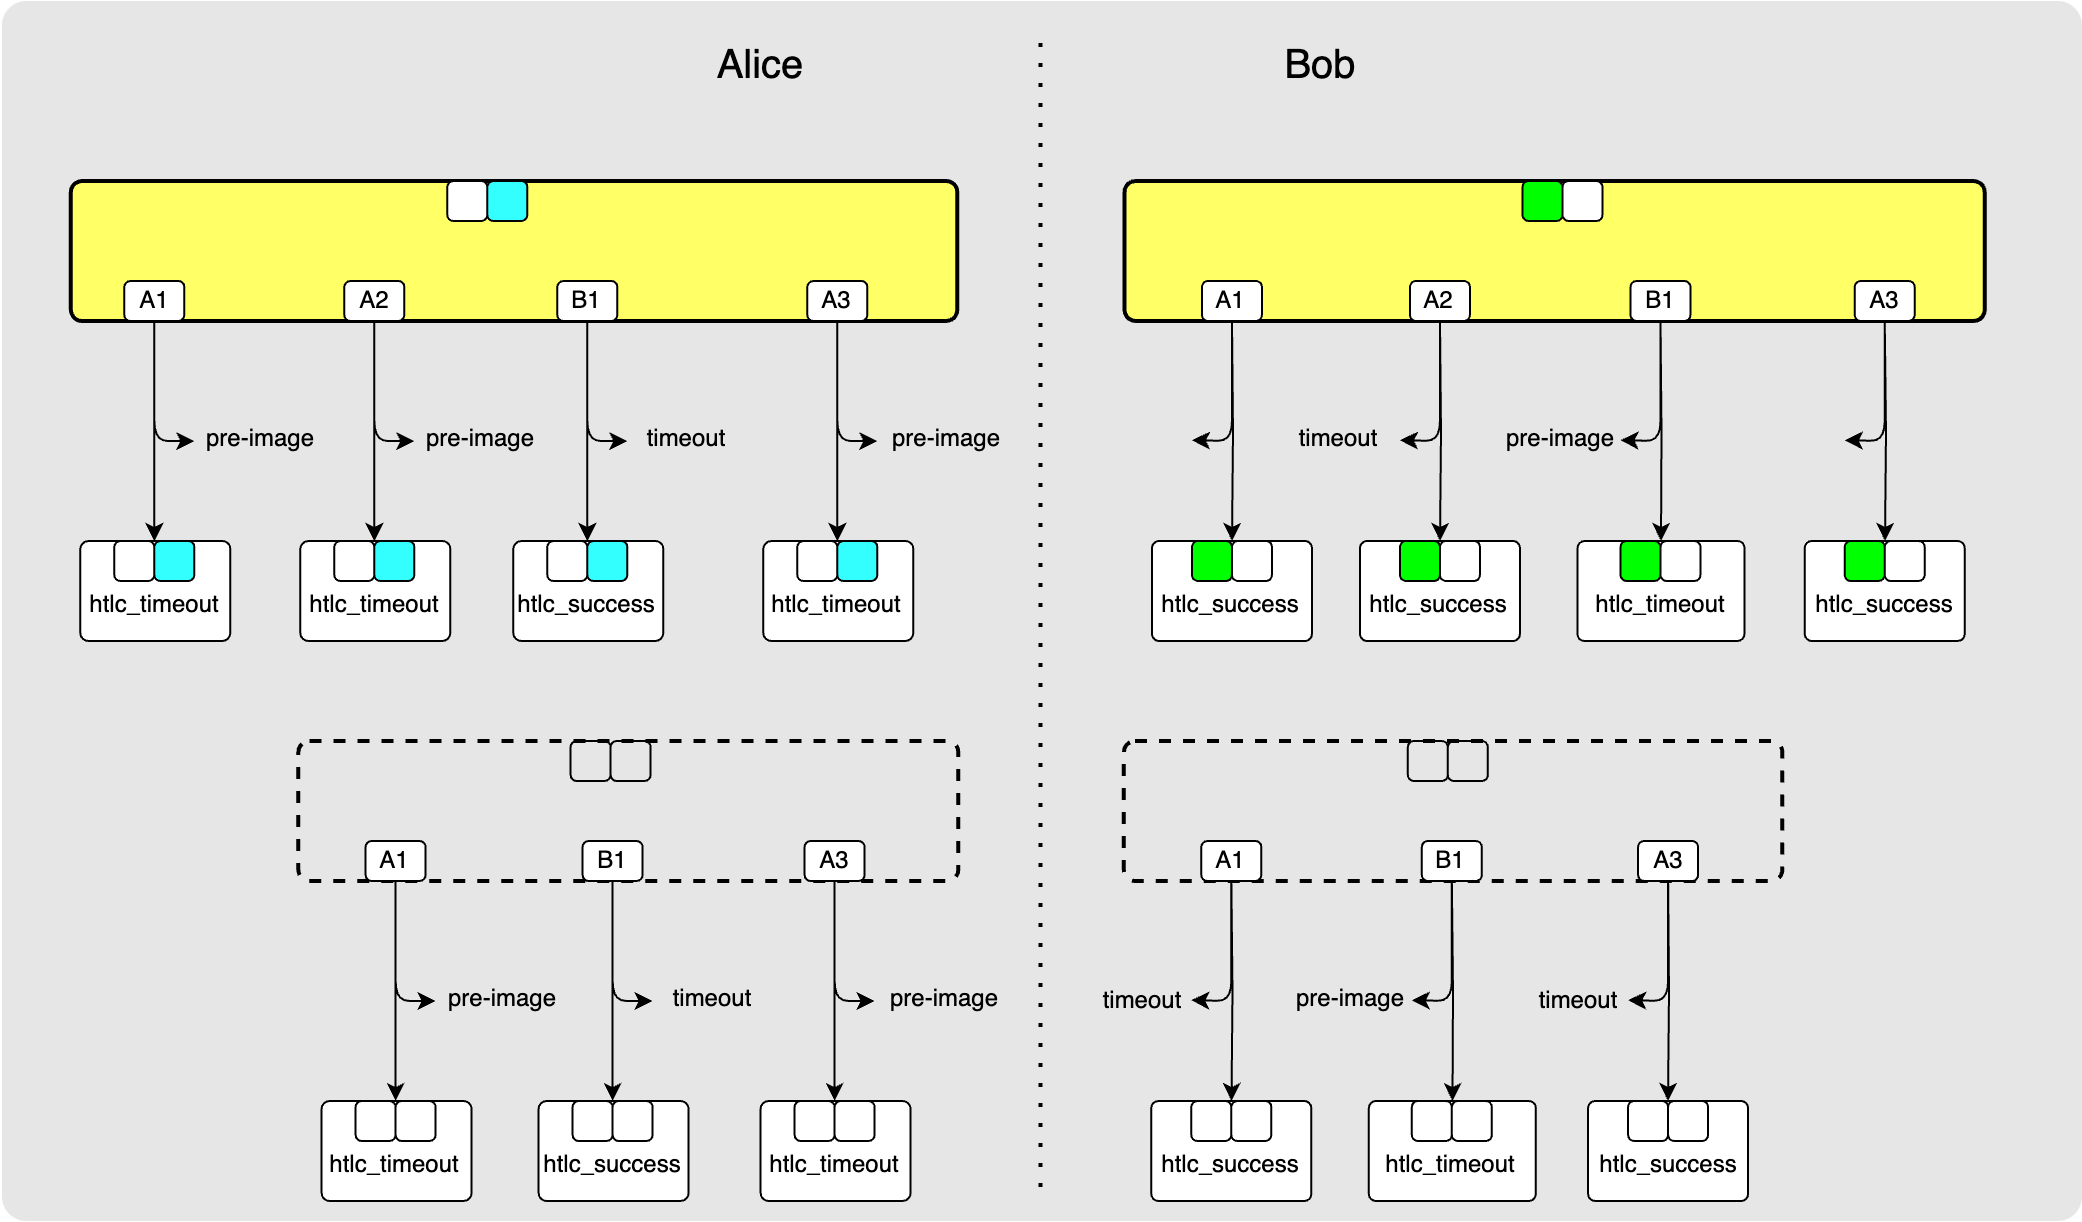 Alice
Bob
A1 A2 B1 A3
A1 A2 B1 A3
pre-image pre-image timeout pre-image
timeout pre-image
htlc_timeout htlc_timeout htlc_success htlc_timeout
htlc_success htlc_success htlc_timeout htlc_success
A1 B1 A3
A1 B1 A3
pre-image timeout pre-image
timeout pre-image timeout
htlc_timeout htlc_success htlc_timeout
htlc_success htlc_timeout htlc_success